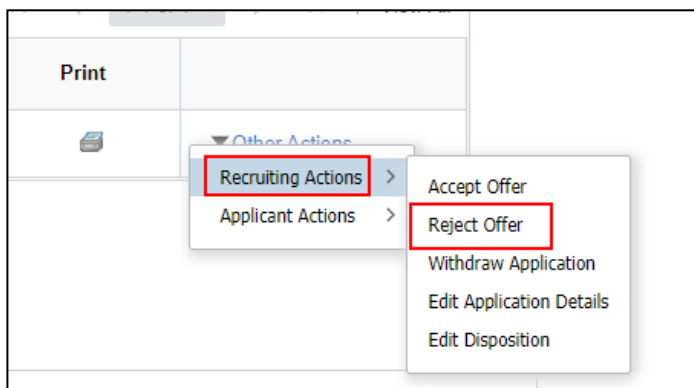 Print
Other Actions
Recruiting Actions
Applicant Actions
Accept Offer
Reject Offer
Withdraw Application
Edit Application Details
Edit Disposition